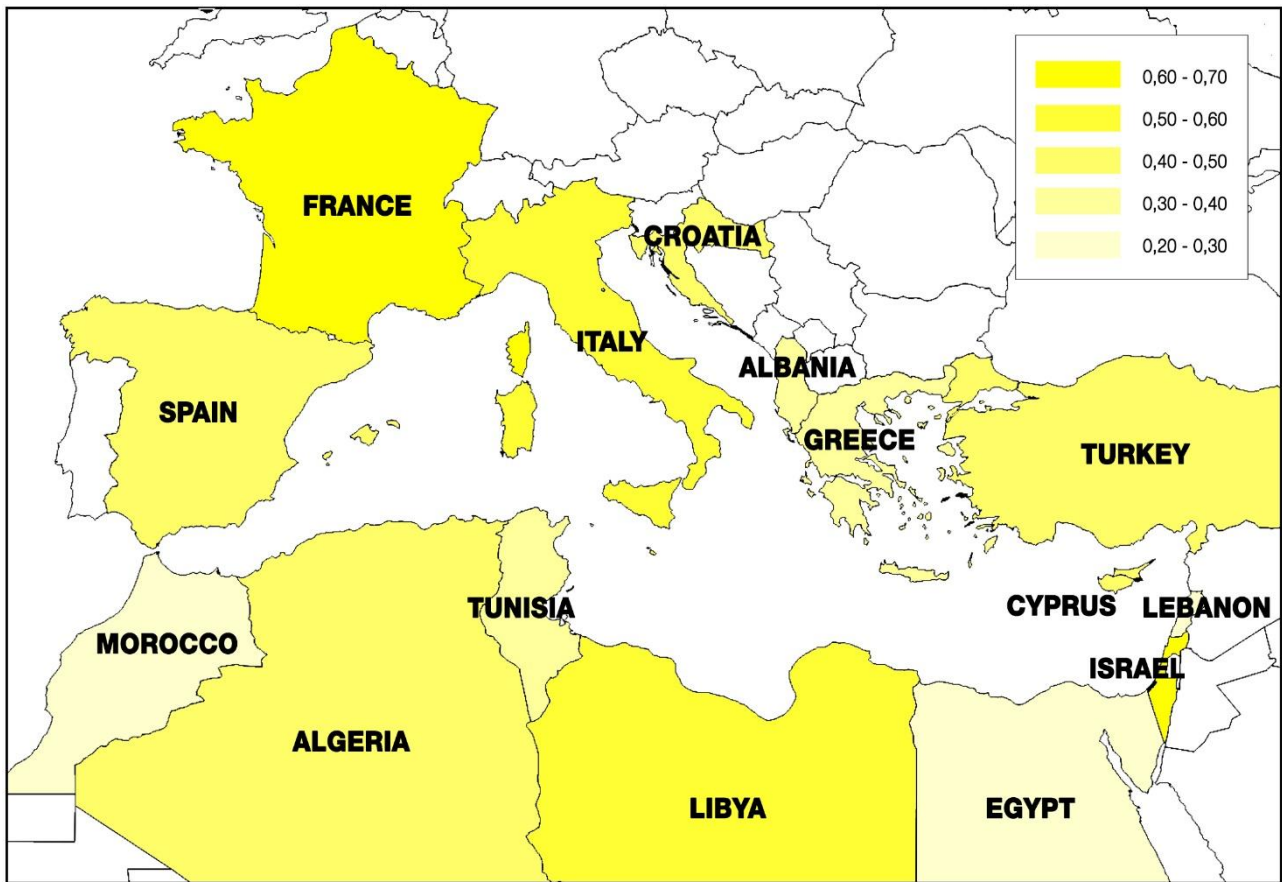 0,60 - 0,70
0,50 - 0,60
0,40 - 0,50
0,30 - 0,40
0,20 - 0,30
FRANCE
CROATIA
ITALY
ALBANIA
SPAIN
GREECE
TURKEY
TUNISIA
CYPRUS
LEBANON
MOROCCO
ISRAEL
ALGERIA
LIBYA
EGYPT